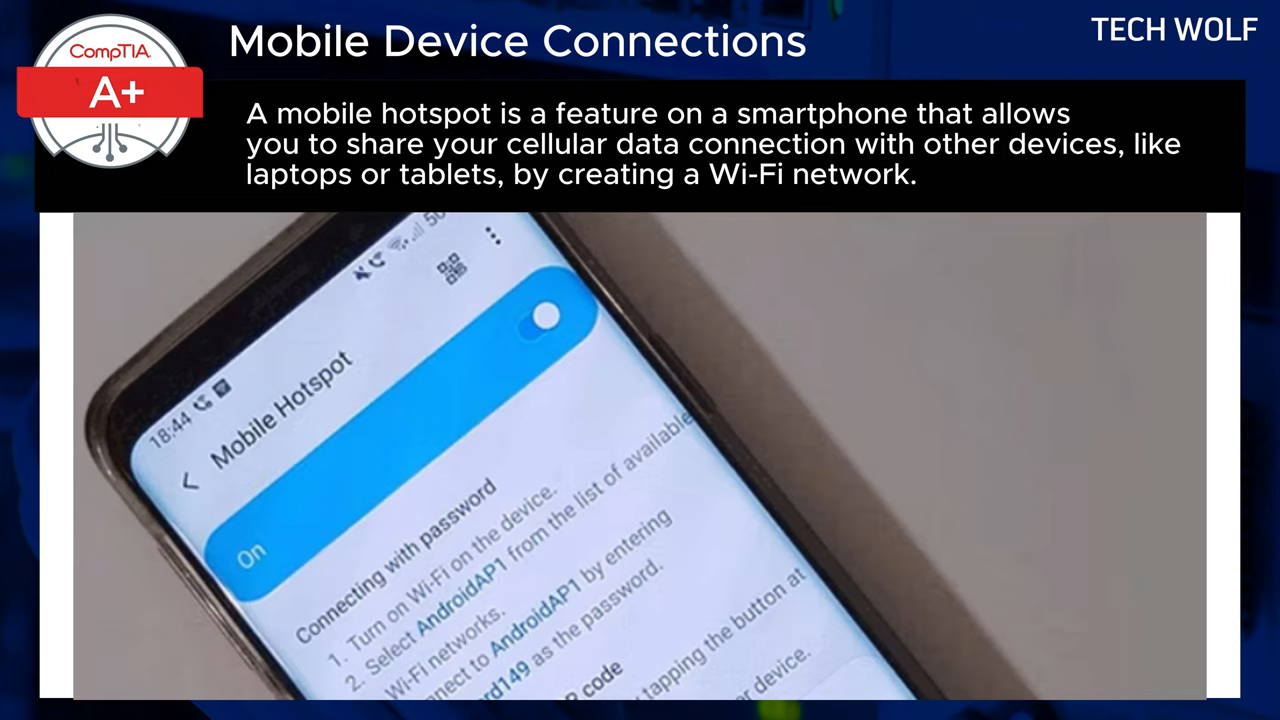 CompTIA.
A+
Mobile Device Connections
TECH WOLF
A mobile hotspot is a feature on a smartphone that allows
you to share your cellular data connection with other devices, like
laptops or tablets, by creating a Wi-Fi network.
18:44
Mobile Hotspot
On
Connecting with password
1. Turn on Wi-Fi on the device.
2. Select AndroidAP1 from the list of available
Wi-Fi networks.
to AndroidAP1 by entering
as the password.
code
tapping the button at
device.